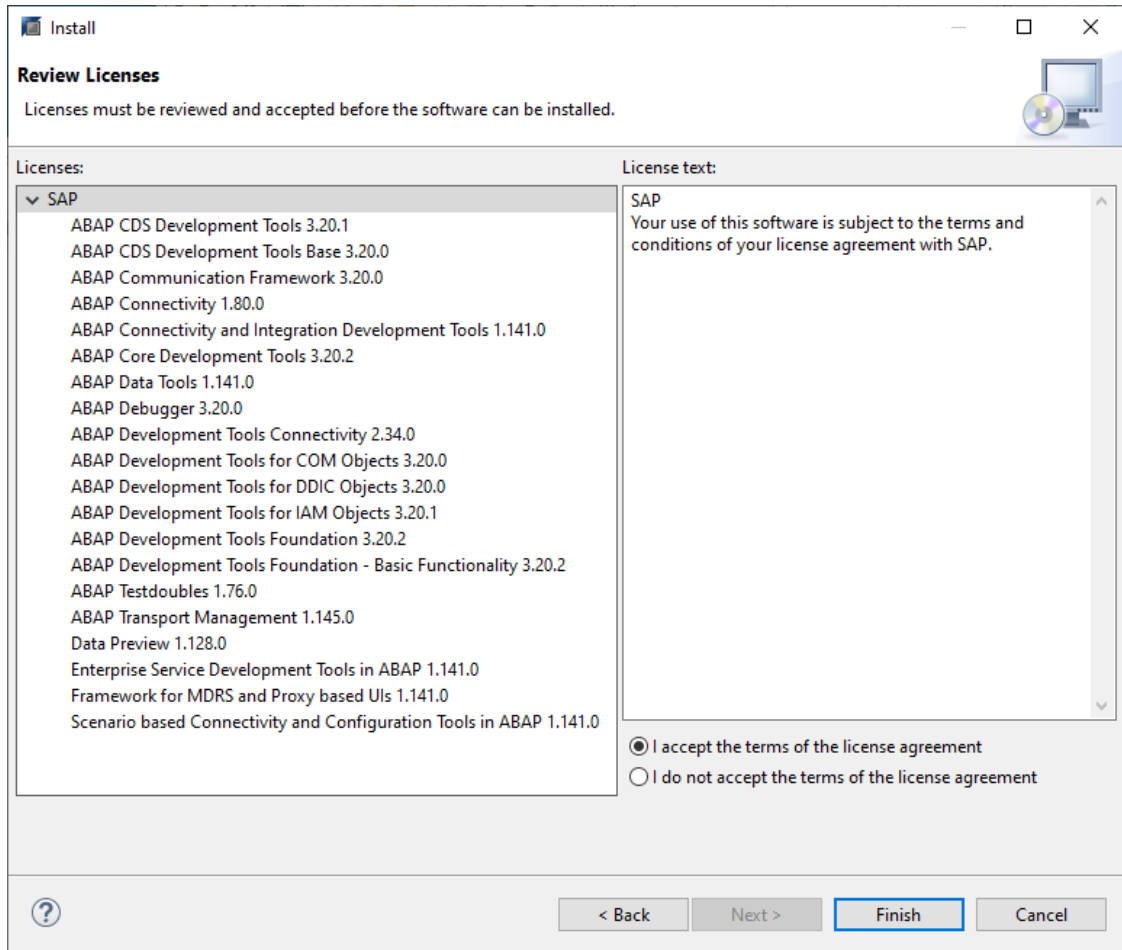 Install
Review Licenses
Licenses must be reviewed and accepted before the software can be installed.
Licenses:
SAP
ABAP CDS Development Tools 3.20.1
ABAP CDS Development Tools Base 3.20.0
ABAP Communication Framework 3.20.0
ABAP Connectivity 1.80.0
ABAP Connectivity and Integration Development Tools 1.141.0
ABAP Core Development Tools 3.20.2
ABAP Data Tools 1.141.0
ABAP Debugger 3.20.0
ABAP Development Tools Connectivity 2.34.0
ABAP Development Tools for COM Objects 3.20.0
ABAP Development Tools for DDIC Objects 3.20.0
ABAP Development Tools for IAM Objects 3.20.1
ABAP Development Tools Foundation 3.20.2
ABAP Development Tools Foundation - Basic Functionality 3.20.2
ABAP Testdoubles 1.76.0
ABAP Transport Management 1.145.0
Data Preview 1.128.0
Enterprise Service Development Tools in ABAP 1.141.0
Framework for MDRS and Proxy based UIs 1.141.0
Scenario based Connectivity and Configuration Tools in ABAP 1.141.0
License text:
SAP
Your use of this software is subject to the terms and
conditions of your license agreement with SAP.
I accept the terms of the license agreement
I do not accept the terms of the license agreement
?
< Back
Next >
Finish
Cancel